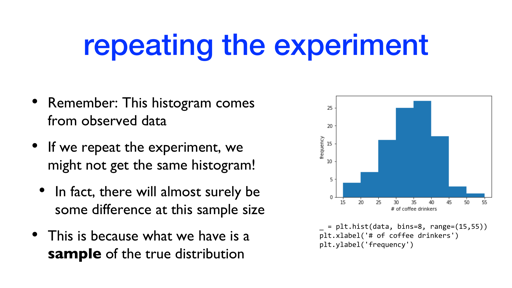 repeating the experiment
• Remember: This histogram comes
from observed data
• If we repeat the experiment, we
might not get the same histogram!
• In fact, there will almost surely be
some difference at this sample size
• This is because what we have is a
sample of the true distribution
25
20
15
10
5
0
frequency
15 20 25 30 35 40 45 50 55
# of coffee drinkers
_ = plt.hist(data, bins=8, range=(15,55))
plt.xlabel('# of coffee drinkers')
plt.ylabel('frequency')